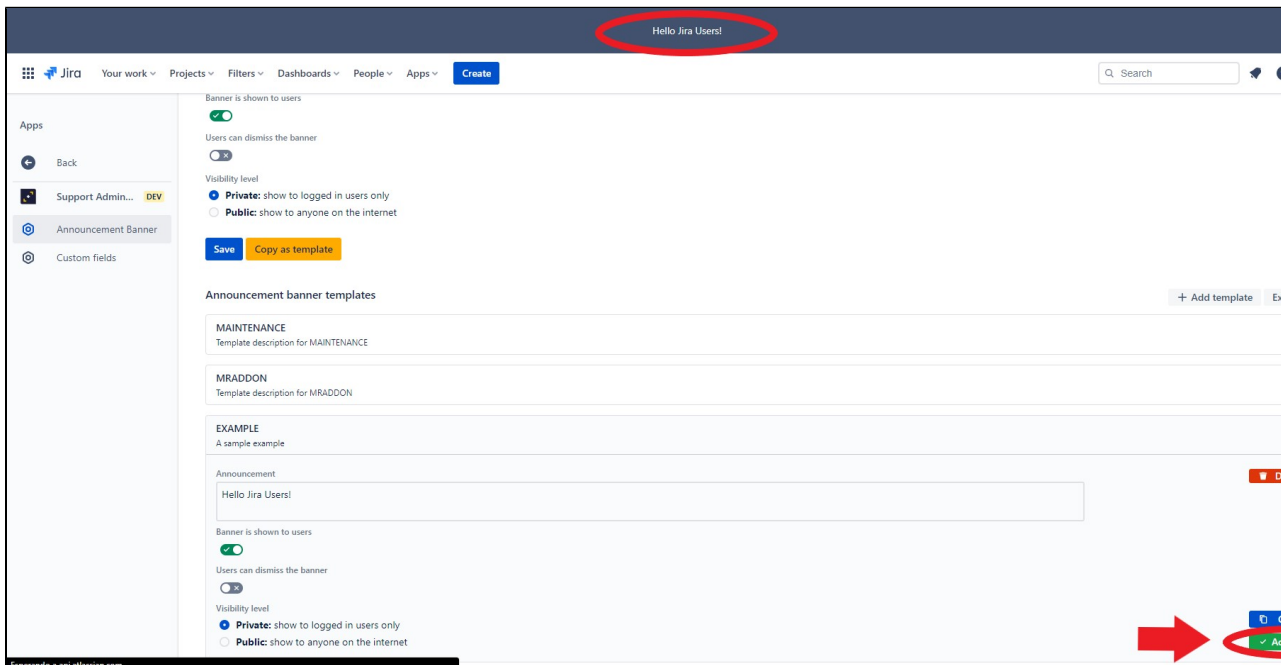 Hello Jira Users!
Jira Your work Projects Filters Dashboards People Apps Create Search
Banner is shown to users
Apps
Users can dismiss the banner
Back
Visibility level
Support Admin... DEV
Private: show to logged in users only
Public: show to anyone on the internet
Announcement Banner
Save Copy as template
Custom fields
Announcement banner templates
+ Add template Ex
MAINTENANCE
Template description for MAINTENANCE
MRADDON
Template description for MRADDON
EXAMPLE
A sample example
Announcement
D
Hello Jira Users!
Banner is shown to users
Users can dismiss the banner
Visibility level
Private: show to logged in users only
Public: show to anyone on the internet
Ac